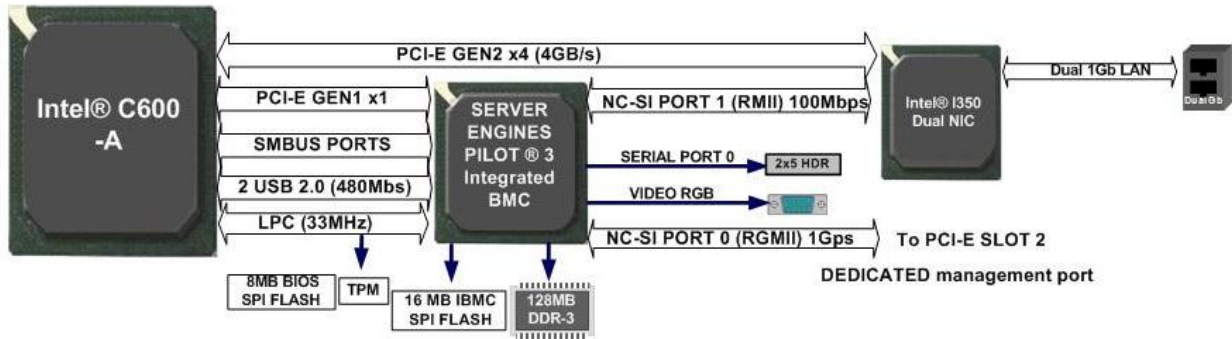 PCI-E GEN2 x4 (4GB/s)
Dual 1Gb LAN
DualGb
Intel® C600
-A
PCI-E GEN1 x1
SMBUS PORTS
2 USB 2.0 (480Mbs)
LPC (33MHz)
SERVER
ENGINES
PILOT ® 3
Integrated
BMC
NC-SI PORT 1 (RMII) 100Mbps
Intel® I350
Dual NIC
SERIAL PORT 0
2x5 HDR
VIDEO RGB
NC-SI PORT 0 (RGMII) 1Gps
To PCI-E SLOT 2
DEDICATED management port
8MB BIOS
SPI FLASH
TPM
16 MB IBMC
SPI FLASH
128MB
DDR-3